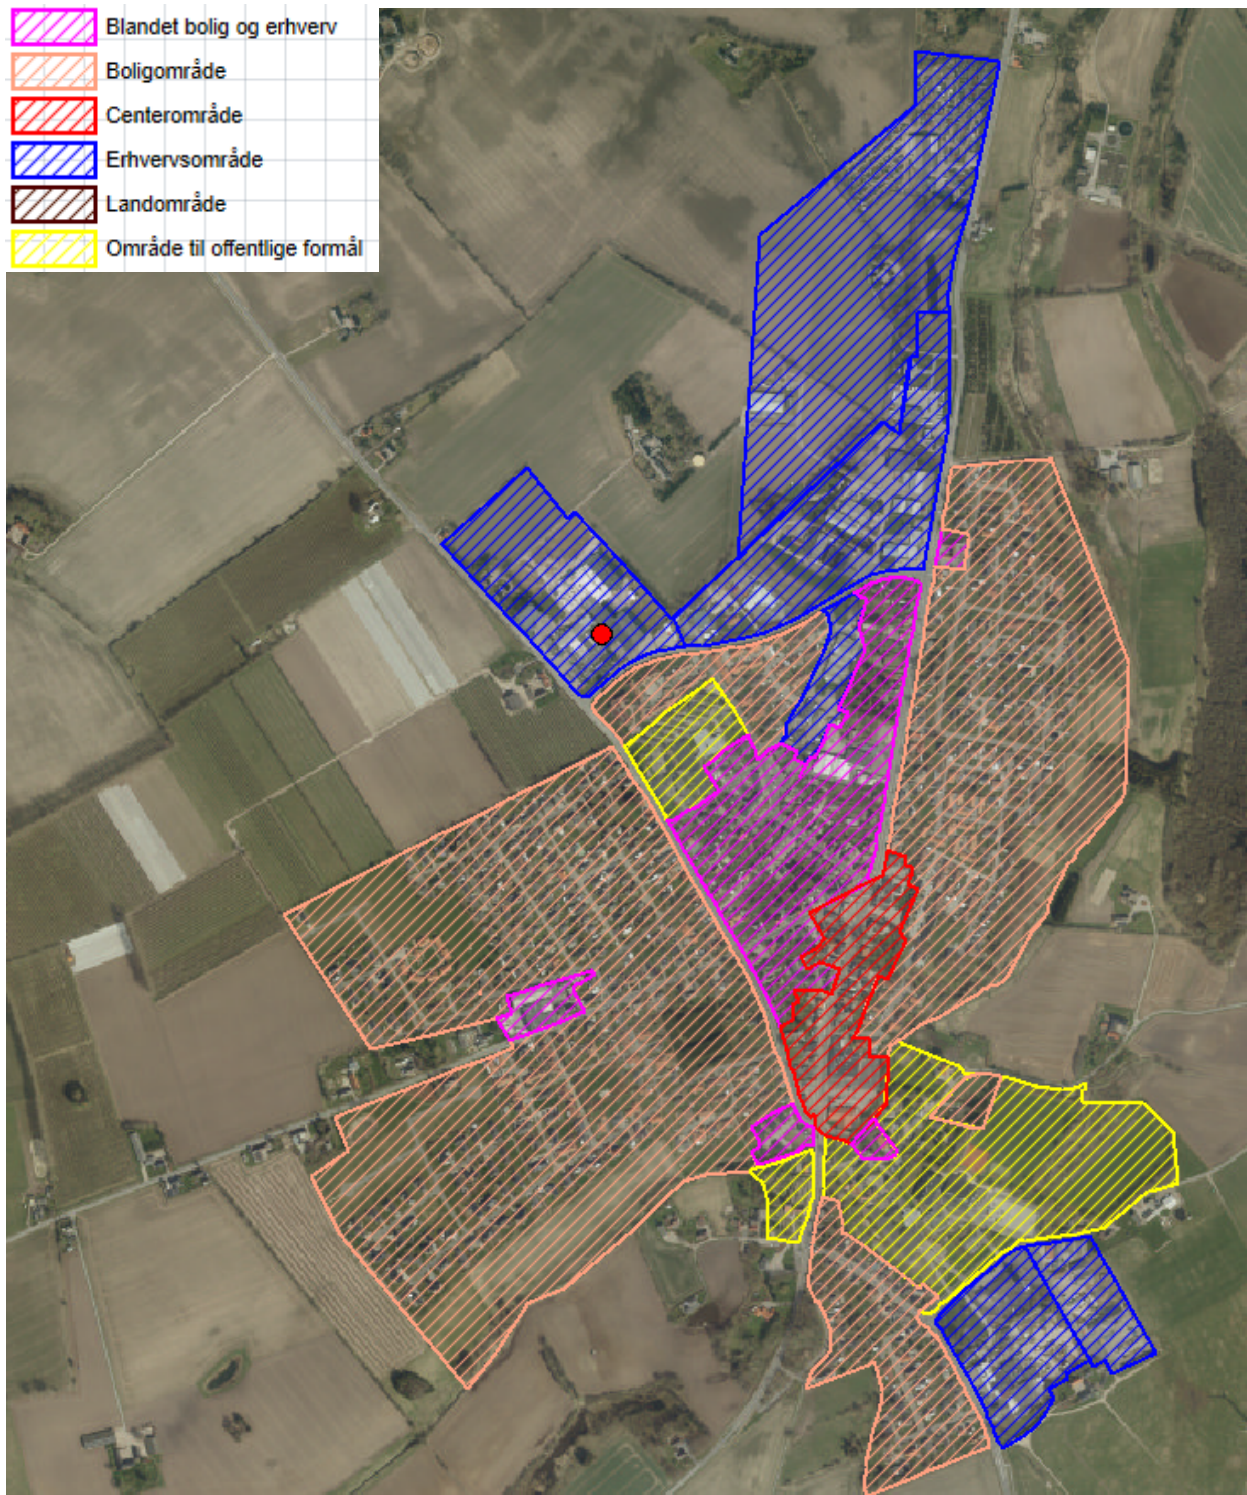 Blandet bolig og erhverv
Boligområde
Centerområde
Erhvervsområde
Landområde
Område til offentlige formål